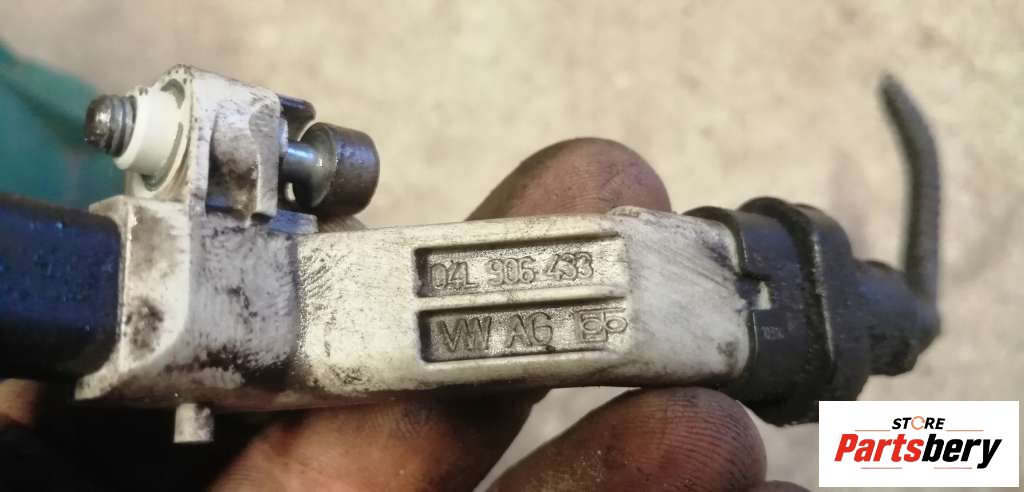 04L 906 433
VW AG
STORE
Partsbery